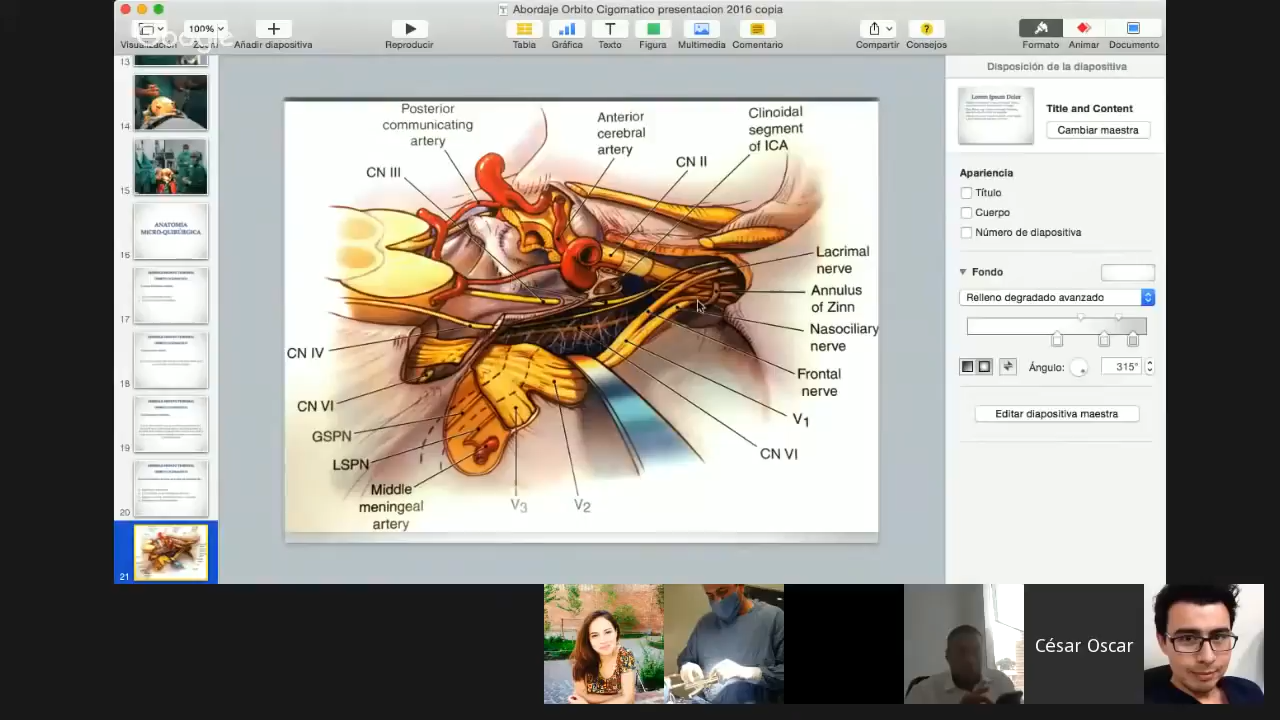 Abordaje Orbito Cigomatico presentacion 2016 copia
100%
Visualización
Zoom
Añadir diapositiva
Reproducir
Tabla
Gráfica
Texto
Figura
Multimedia
Comentario
Compartir
Consejos
Formato
Animar
Documento
Google
13
14
15
ANATOMIA
MICRO-QUIRÚRGICA
16
17
18
19
20
21
Posterior
communicating
artery
Anterior
cerebral
artery
Clinoidal
segment
of ICA
CN II
CN III
Lacrimal
nerve
Annulus
of Zinn
Nasociliary
nerve
Frontal
nerve
V1
CN VI
CN IV
CN VI
GSPN
LSPN
Middle
meningeal
artery
V3
V2
Disposición de la diapositiva
Lorem Ipsum Dolor
Title and Content
Cambiar maestra
Apariencia
Título
Cuerpo
Número de diapositiva
Fondo
Relleno degradado avanzado
Ángulo:
315°
Editar diapositiva maestra
César Oscar